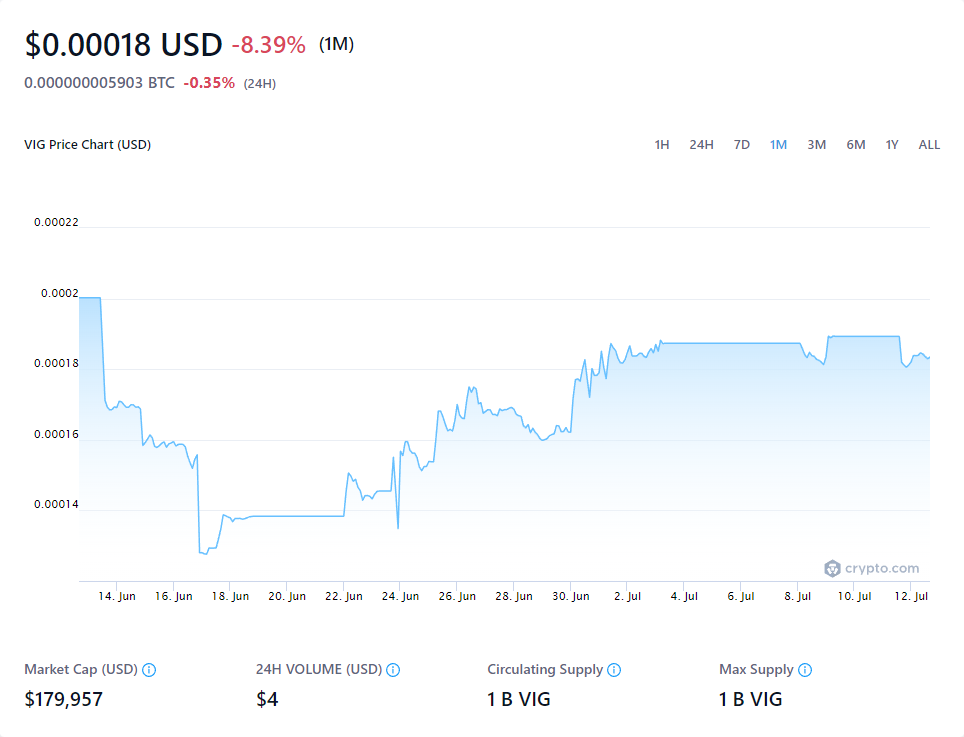 $0.00018 USD -8.39% (1M)
0.000000005903 BTC -0.35% (24H)
VIG Price Chart (USD) 1H 24H 7D 1M 3M 6M 1Y ALL
0.00022
0.0002
0.00018
0.00016
0.00014
crypto.com
14. Jun 16. Jun 18. Jun 20. Jun 22. Jun 24. Jun 26. Jun 28. Jun 30. Jun 2. Jul 4. Jul 6. Jul 8. Jul 10. Jul 12. Jul
Market Cap (USD) 24H VOLUME (USD) Circulating Supply Max Supply
$179,957 $4 1 B VIG 1 B VIG